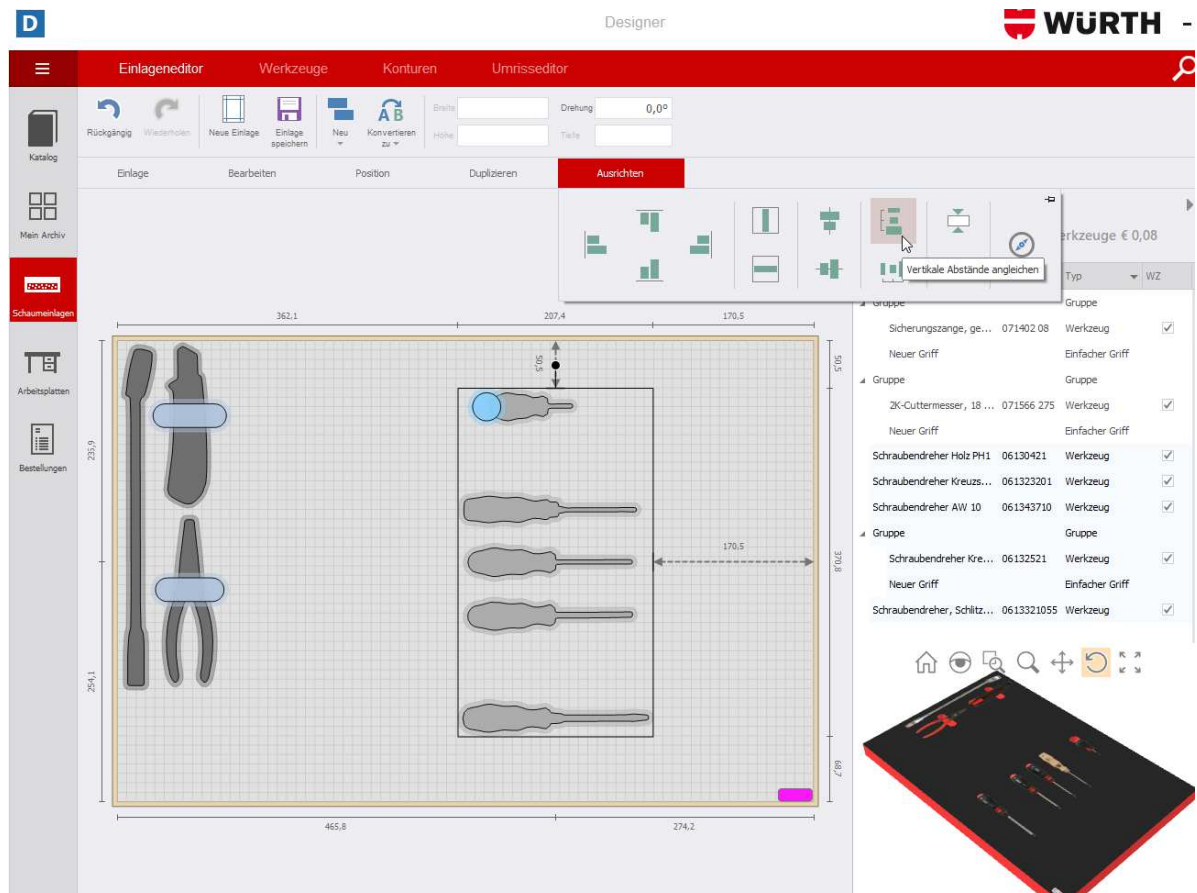 D
Designer
WÜRTH -
Einlageneditor
Werkzeuge
Konturen
Umrisseditor
Katalog
Mein Archiv
Schaumeinlagen
Arbeitsplatten
Bestellungen
Rückgängig
Wiederholen
Neue Einlage
Einlage
speichern
Neu
Konvertieren
zu
A B
Breite
Höhe
Drehung
0,0°
Tiefe
Einlage
Bearbeiten
Position
Duplizieren
Ausrichten
Vertikale Abstände angleichen
erkzeuge € 0,08
Typ
WZ
Gruppe Gruppe
Sicherungszange, ge... 071402 08 Werkzeug
Neuer Griff Einfacher Griff
Gruppe Gruppe
2K-Cuttermesser, 18 ... 071566 275 Werkzeug
Neuer Griff Einfacher Griff
Schraubendreher Holz PH1 06130421 Werkzeug
Schraubendreher Kreuzs... 061323201 Werkzeug
Schraubendreher AW 10 061343710 Werkzeug
Gruppe Gruppe
Schraubendreher Kre... 06132521 Werkzeug
Neuer Griff Einfacher Griff
Schraubendreher, Schlitz... 0613321055 Werkzeug
362,1
207,4
170,5
50,5
50,5
235,9
170,5
370,8
254,1
68,7
465,8
274,2